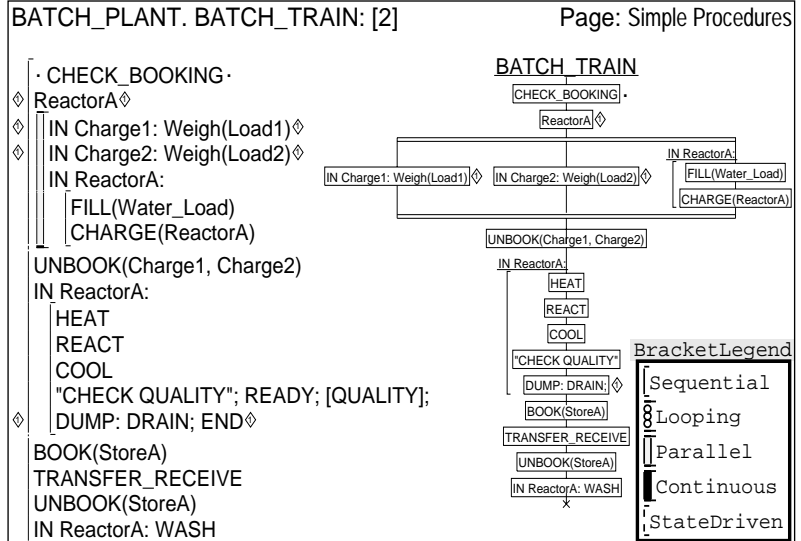 BATCH_PLANT. BATCH_TRAIN: [2]
Page: Simple Procedures
· CHECK_BOOKING ·
ReactorA
IN Charge1: Weigh(Load1)
IN Charge2: Weigh(Load2)
IN ReactorA:
FILL(Water_Load)
CHARGE(ReactorA)
UNBOOK(Charge1, Charge2)
IN ReactorA:
HEAT
REACT
COOL
"CHECK QUALITY"; READY; [QUALITY];
DUMP: DRAIN; END
BOOK(StoreA)
TRANSFER_RECEIVE
UNBOOK(StoreA)
IN ReactorA: WASH
BATCH_TRAIN
CHECK_BOOKING ·
ReactorA
IN Charge1: Weigh(Load1)
IN Charge2: Weigh(Load2)
IN ReactorA:
FILL(Water_Load)
CHARGE(ReactorA)
UNBOOK(Charge1, Charge2)
IN ReactorA:
HEAT
REACT
COOL
"CHECK QUALITY"
DUMP: DRAIN;
BOOK(StoreA)
TRANSFER_RECEIVE
UNBOOK(StoreA)
IN ReactorA: WASH
BracketLegend
Sequential
Looping
Parallel
Continuous
StateDriven